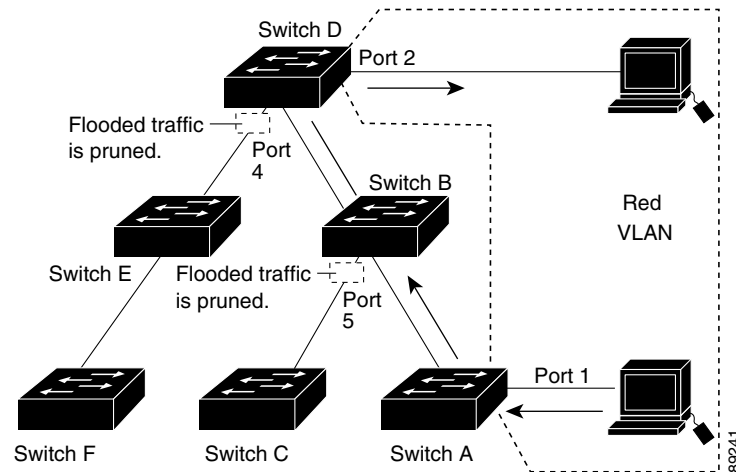 Switch D
Port 2
Flooded traffic
is pruned.
Port
4
Switch B
Red
VLAN
Switch E
Flooded traffic
is pruned.
Port
5
Port 1
Switch F
Switch C
Switch A
89241